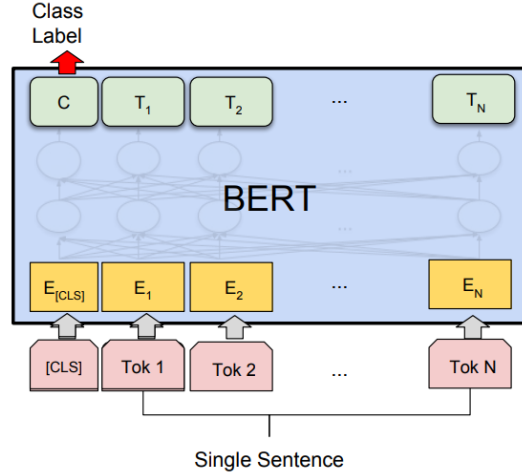 Class
Label
C T1 T2 ... TN
...
BERT
...
E[CLS] E1 E2 ... EN
[CLS] Tok 1 Tok 2 ... Tok N
Single Sentence